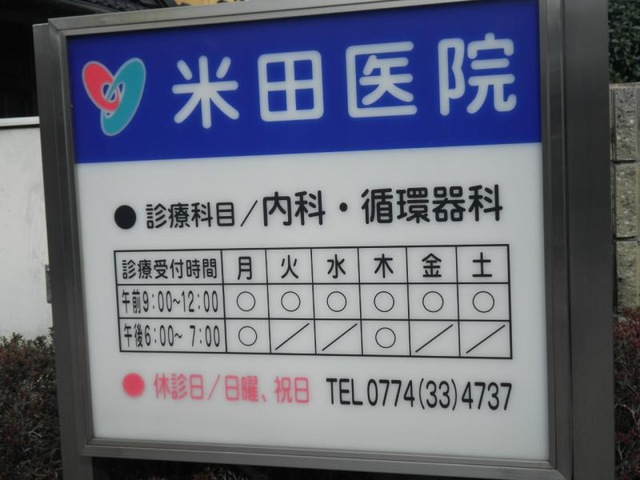 米田医院
●診療科目／内科・循環器科
診療受付時間 月 火 水 木 金 土
午前9:00~12:00 ○ ○ ○ ○ ○ ○
午後6:00~ 7:00 ○ ／ ／ ○ ／ ／
●休診日／日曜、祝日 TEL0774(33)4737